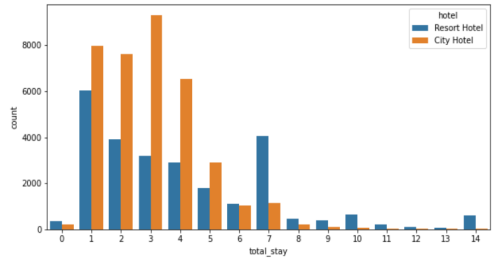 hotel
Resort Hotel
City Hotel
8000
6000
4000
2000
0
count
0 1 2 3 4 5 6 7 8 9 10 11 12 13 14
total_stay